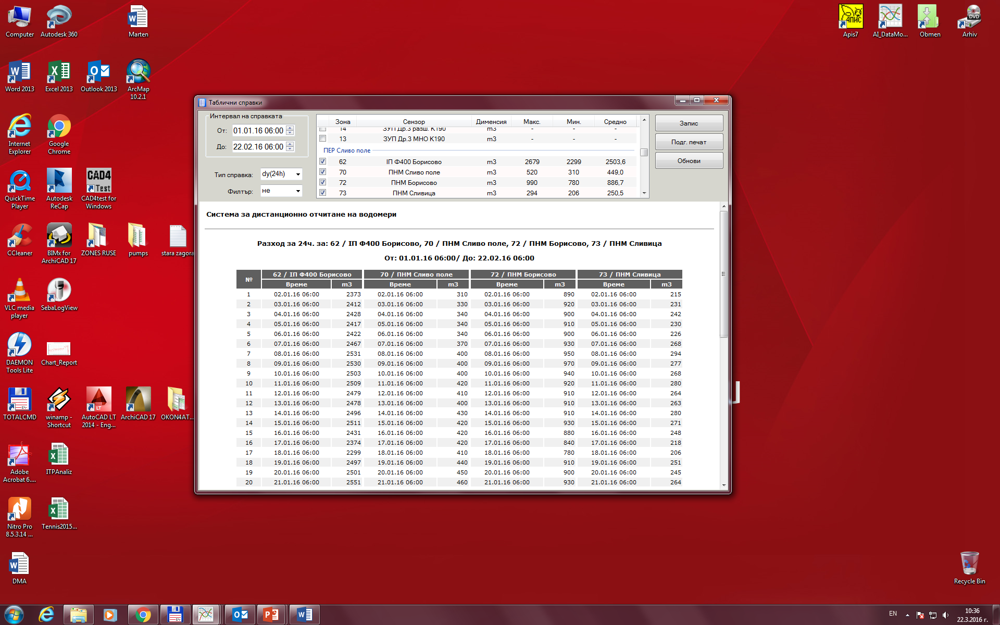 Computer
Autodesk 360
Marten
Apis7
AI_DataMo...
Obmen
Arhiv
Word 2013
Excel 2013
Outlook 2013
ArcMap
10.2.1
Internet
Explorer
Google
Chrome
QuickTime
Player
Autodesk
ReCap
CAD4test for
Windows
CCleaner
BIMx for
ArchiCAD 17
ZONES RUSE
pumps
stara zagora
VLC media
player
SebaLogView
DAEMON
Tools Lite
Chart_Report
TOTALCMD
winamp -
Shortcut
AutoCAD LT
2014 - Eng...
ArchiCAD 17
OKON4AT...
Adobe
Acrobat 6....
ITPAnaliz
Nitro Pro
8.5.3.14 ...
Tennis2015...
DMA
Recycle Bin
Таблични справки
Интервал на справката
От: 01.01.16 06:00
До: 22.02.16 06:00
Тип справка: dy(24h)
Филтър: не
Зона Сензор Дименсия Макс. Мин. Средно
14 ЗУП Др.3 разш. К190 m3 - - -
13 ЗУП Др.3 МНО К190 m3 - - -
ПЕР Сливо поле
62 IП Ф400 Борисово m3 2679 2299 2503,6
70 ПНМ Сливо поле m3 520 310 449,0
72 ПНМ Борисово m3 990 780 886,7
73 ПНМ Сливица m3 294 206 250,5
Запис
Подг. печат
Обнови
Система за дистанционно отчитане на водомери
Разход за 24ч. за: 62 / IП Ф400 Борисово, 70 / ПНМ Сливо поле, 72 / ПНМ Борисово, 73 / ПНМ Сливица
От: 01.01.16 06:00/ До: 22.02.16 06:00
№ 62 / IП Ф400 Борисово 70 / ПНМ Сливо поле 72 / ПНМ Борисово 73 / ПНМ Сливица
Време m3 Време m3 Време m3 Време m3
1 02.01.16 06:00 2373 02.01.16 06:00 310 02.01.16 06:00 890 02.01.16 06:00 215
2 03.01.16 06:00 2412 03.01.16 06:00 330 03.01.16 06:00 920 03.01.16 06:00 231
3 04.01.16 06:00 2428 04.01.16 06:00 340 04.01.16 06:00 900 04.01.16 06:00 242
4 05.01.16 06:00 2417 05.01.16 06:00 340 05.01.16 06:00 910 05.01.16 06:00 230
5 06.01.16 06:00 2422 06.01.16 06:00 340 06.01.16 06:00 900 06.01.16 06:00 226
6 07.01.16 06:00 2467 07.01.16 06:00 370 07.01.16 06:00 930 07.01.16 06:00 268
7 08.01.16 06:00 2531 08.01.16 06:00 400 08.01.16 06:00 950 08.01.16 06:00 294
8 09.01.16 06:00 2530 09.01.16 06:00 400 09.01.16 06:00 970 09.01.16 06:00 277
9 10.01.16 06:00 2503 10.01.16 06:00 400 10.01.16 06:00 940 10.01.16 06:00 268
10 11.01.16 06:00 2509 11.01.16 06:00 420 11.01.16 06:00 920 11.01.16 06:00 280
11 12.01.16 06:00 2479 12.01.16 06:00 410 12.01.16 06:00 910 12.01.16 06:00 264
12 13.01.16 06:00 2478 13.01.16 06:00 400 13.01.16 06:00 910 13.01.16 06:00 263
13 14.01.16 06:00 2496 14.01.16 06:00 430 14.01.16 06:00 910 14.01.16 06:00 280
14 15.01.16 06:00 2511 15.01.16 06:00 420 15.01.16 06:00 930 15.01.16 06:00 271
15 16.01.16 06:00 2431 16.01.16 06:00 420 16.01.16 06:00 880 16.01.16 06:00 248
16 17.01.16 06:00 2374 17.01.16 06:00 420 17.01.16 06:00 840 17.01.16 06:00 218
17 18.01.16 06:00 2299 18.01.16 06:00 410 18.01.16 06:00 780 18.01.16 06:00 206
18 19.01.16 06:00 2497 19.01.16 06:00 440 19.01.16 06:00 910 19.01.16 06:00 251
19 20.01.16 06:00 2501 20.01.16 06:00 450 20.01.16 06:00 900 20.01.16 06:00 245
20 21.01.16 06:00 2551 21.01.16 06:00 460 21.01.16 06:00 930 21.01.16 06:00 264
EN
10:36
22.3.2016 г.